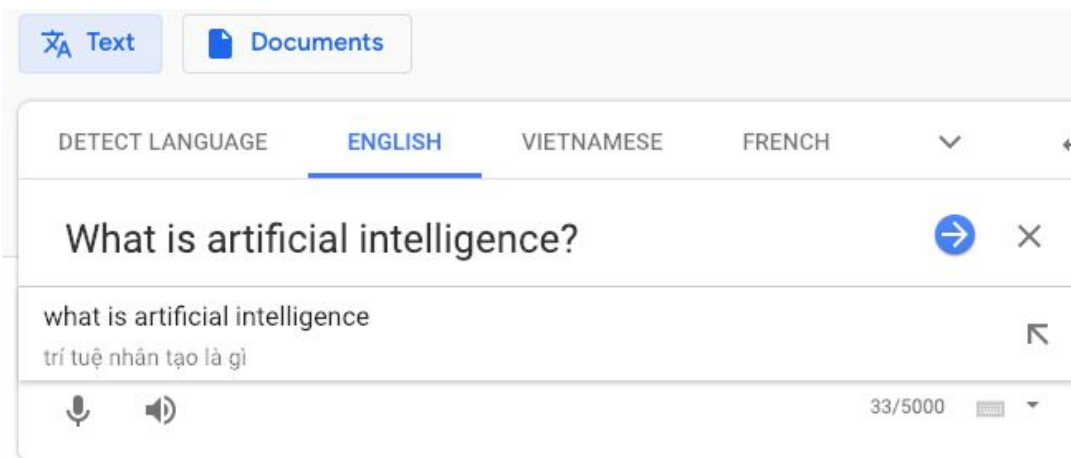 Text Documents
DETECT LANGUAGE ENGLISH VIETNAMESE FRENCH
What is artificial intelligence?
what is artificial intelligence
trí tuệ nhân tạo là gì
33/5000